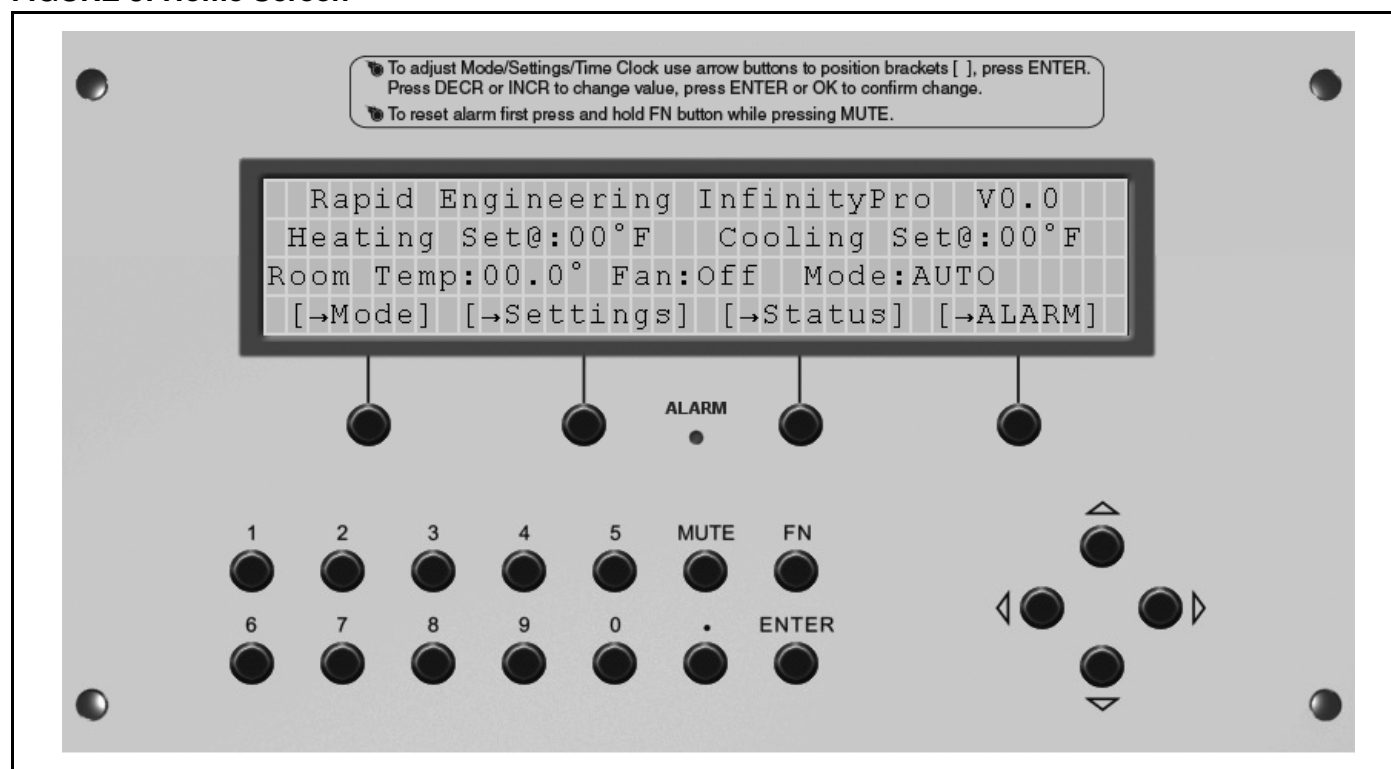 To adjust Mode/Settings/Time Clock use arrow buttons to position brackets [ ], press ENTER.
Press DECR or INCR to change value, press ENTER or OK to confirm change.
To reset alarm first press and hold FN button while pressing MUTE.
Rapid Engineering InfinityPro V0.0
Heating Set@:00°F Cooling Set@:00°F
Room Temp:00.0° Fan:Off Mode:AUTO
[→Mode] [→Settings] [→Status] [→ALARM]
ALARM
1 2 3 4 5 MUTE FN
6 7 8 9 0 . ENTER